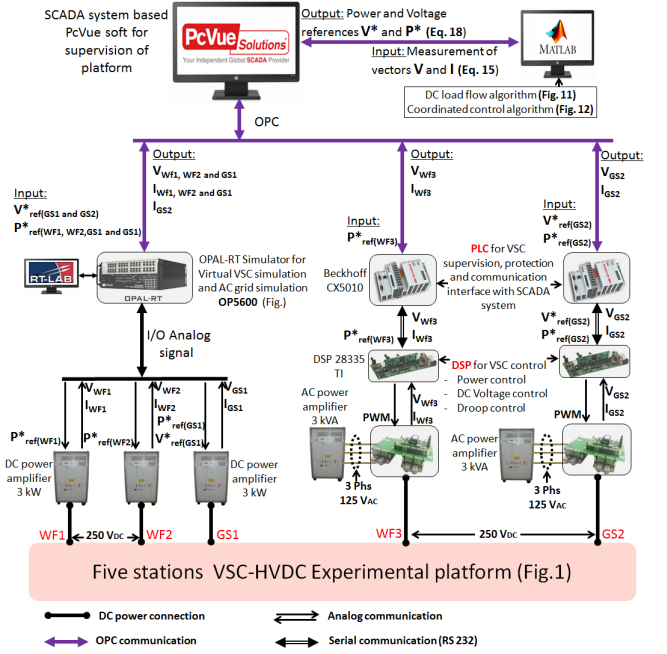 SCADA system based
PcVue soft for
supervision of
platform
PcVue
Solutions®
Your Independent Global SCADA Provider
Output: Power and Voltage
references V* and P* (Eq. 18)
Input: Measurement of
vectors V and I (Eq. 15)
MATLAB
DC load flow algorithm (Fig. 11)
Coordinated control algorithm (Fig. 12)
OPC
Output:
VWf1, WF2 and GS1
IWf1, WF2 and GS1
IGS2
Input:
V*ref(GS1 and GS2)
P*ref(WF1, WF2,GS1 and GS1)
Output:
VWf3
IWf3
Input:
P*ref(WF3)
Output:
VGS2
IGS2
Input:
V*ref(GS2)
P*ref(GS2)
RT-LAB
OPAL-RT
OPAL-RT Simulator for
Virtual VSC simulation
and AC grid simulation
OP5600 (Fig.)
Beckhoff
CX5010
PLC for VSC
supervision, protection
and communication
interface with SCADA
system
I/O Analog
signal
P*ref(WF3)
VWf3
IWf3
V*ref(GS2)
P*ref(GS2)
VGS2
IGS2
DSP 28335
TI
DSP for VSC control
- Power control
- DC Voltage control
- Droop control
VWF1
IWF1
P*ref(WF1)
VWF2
IWF2
P*ref(WF2)
P*ref(GS1)
V*ref(GS1)
VGS1
IGS1
AC power
amplifier
3 kVA
PWM
VWf3
IWf3
AC power
amplifier
3 kVA
PWM
VGS2
IGS2
DC power
amplifier
3 kW
DC power
amplifier
3 kW
3 Phs
125 VAC
3 Phs
125 VAC
WF1
250 VDC
WF2
GS1
WF3
250 VDC
GS2
Five stations VSC-HVDC Experimental platform (Fig.1)
DC power connection
Analog communication
OPC communication
Serial communication (RS 232)